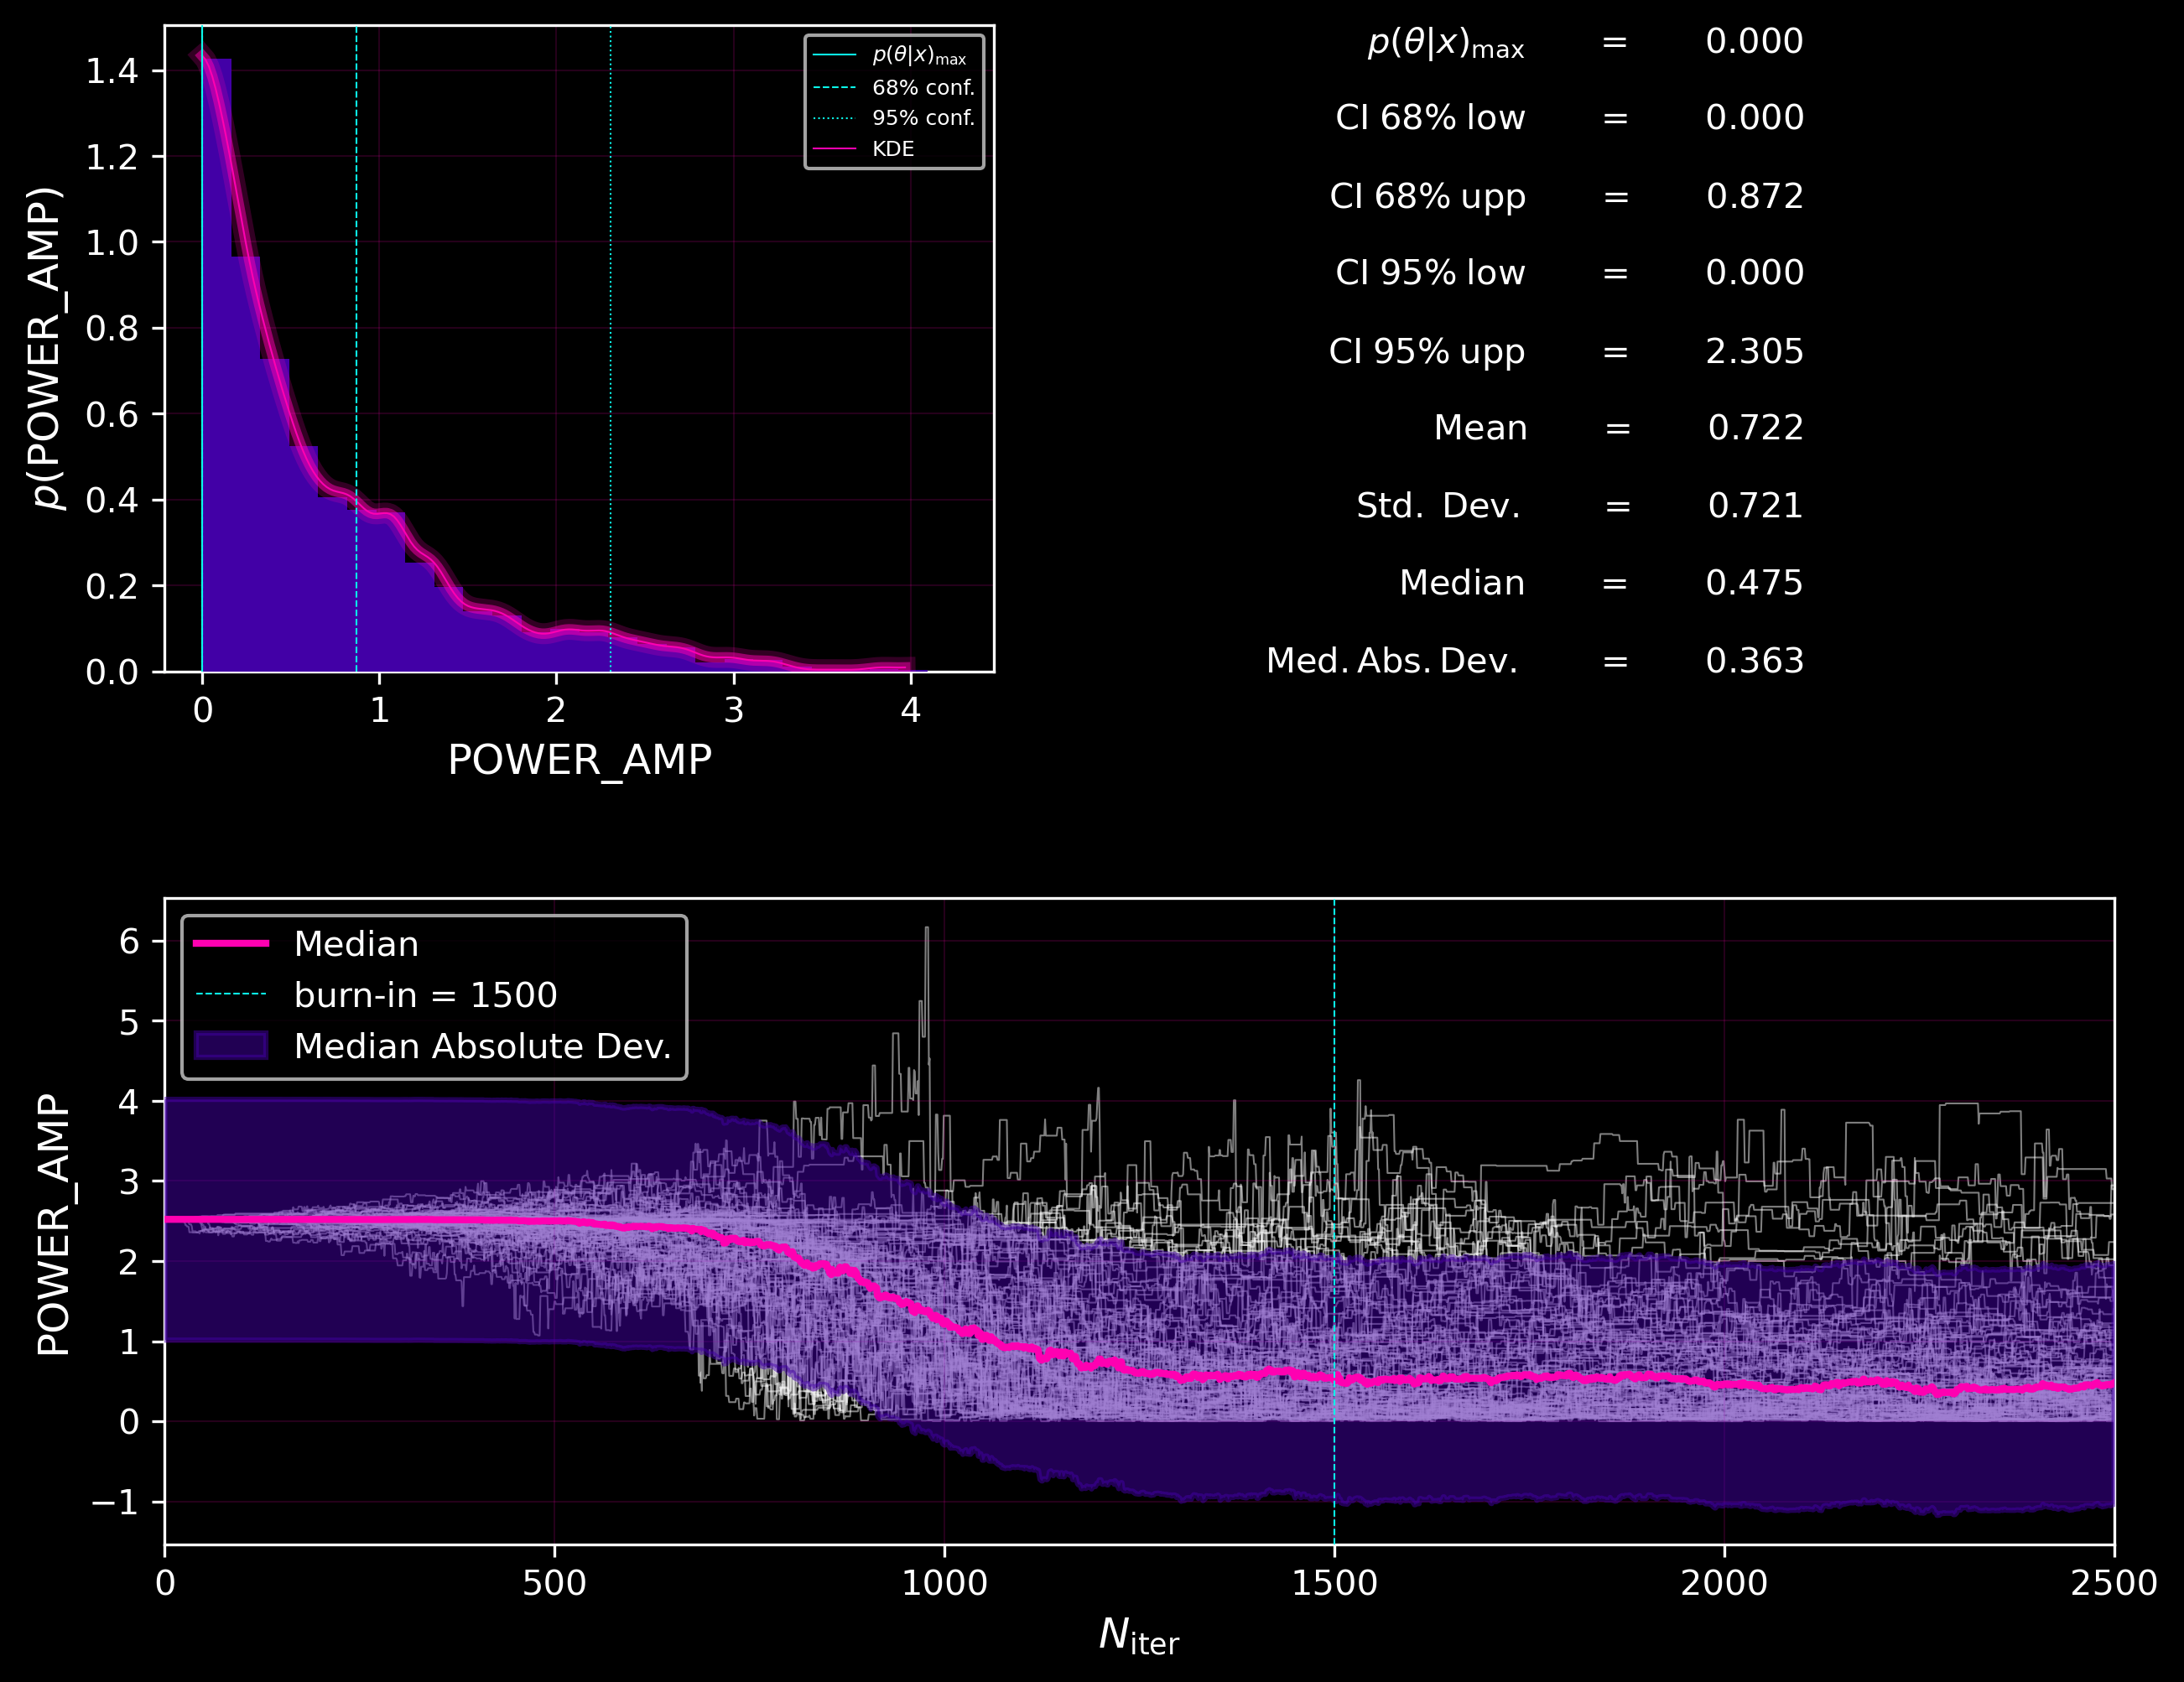 p(POWER_AMP)
1.4
1.2
1.0
0.8
0.6
0.4
0.2
0.0
0 1 2 3 4
POWER_AMP
p(θ|x)max
68% conf.
95% conf.
KDE
p(θ|x)max = 0.000
CI 68% low = 0.000
CI 68% upp = 0.872
CI 95% low = 0.000
CI 95% upp = 2.305
Mean = 0.722
Std. Dev. = 0.721
Median = 0.475
Med. Abs. Dev. = 0.363
POWER_AMP
6
5
4
3
2
1
0
−1
Median
burn-in = 1500
Median Absolute Dev.
0 500 1000 1500 2000 2500
Niter